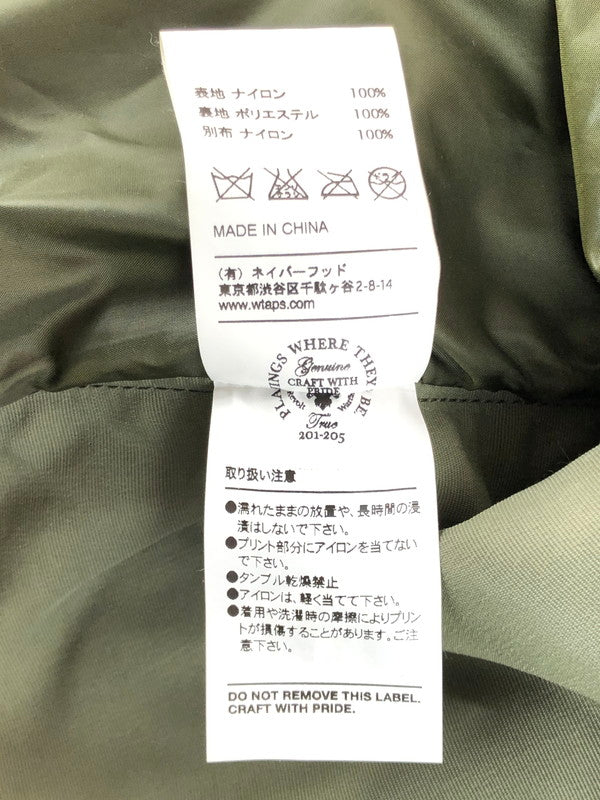 表地 ナイロン 100%
裏地 ポリエステル 100%
別布 ナイロン 100%
MADE IN CHINA
(有) ネイバーフッド
東京都渋谷区千駄ヶ谷2-8-14
www.wtaps.com
PLAINGS WHERE THEY BE.
Genuine
CRAFT WITH
PRIDE
True
201-205
取り扱い注意
●濡れたままの放置や、長時間の浸
漬はしないで下さい。
●プリント部分にアイロンを当てない
で下さい。
●タンブル乾燥禁止
●アイロンは、軽く当てて下さい。
●着用や洗濯時の摩擦によりプリン
トが損傷することがあります。ご注
意下さい。
DO NOT REMOVE THIS LABEL.
CRAFT WITH PRIDE.